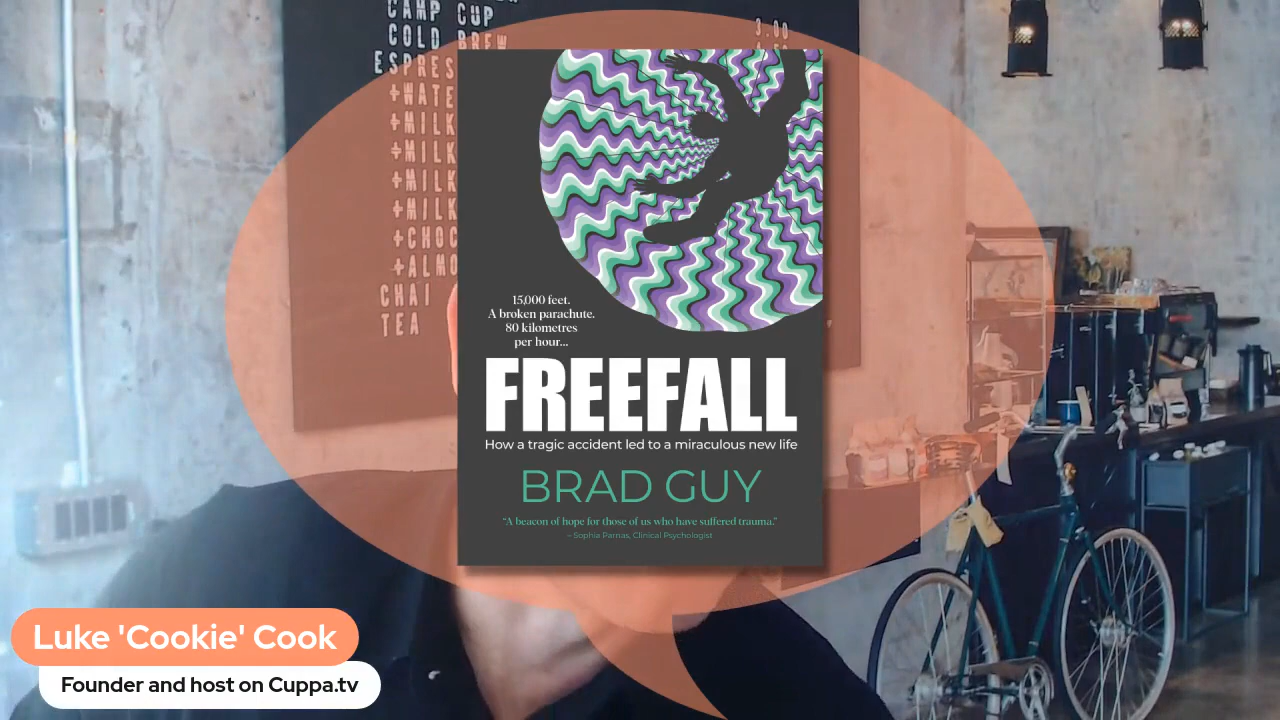 CAMP CUP
COLD BREW
3.00
ESPRES
+WATE
+MILK
+MILK
+MILK
+MILK
+CHOC
+ALMO
CHAI
TEA
15,000 feet.
A broken parachute.
80 kilometres
per hour...
FREEFALL
How a tragic accident led to a miraculous new life
BRAD GUY
“A beacon of hope for those of us who have suffered trauma.”
– Sophia Parnas, Clinical Psychologist
Luke 'Cookie' Cook
Founder and host on Cuppa.tv